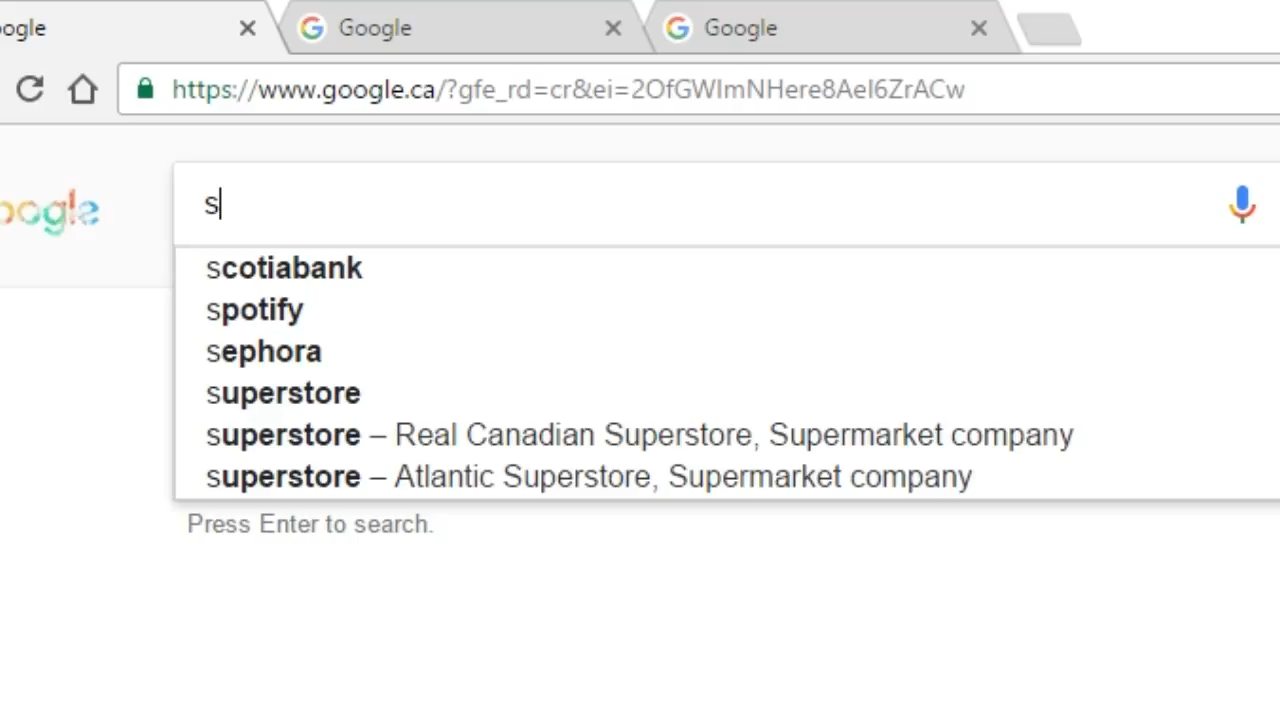 ogle
Google
Google
https://www.google.ca/?gfe_rd=cr&ei=2OfGWImNHere8AeI6ZrACw
oogle
s
scotiabank
spotify
sephora
superstore
superstore – Real Canadian Superstore, Supermarket company
superstore – Atlantic Superstore, Supermarket company
Press Enter to search.